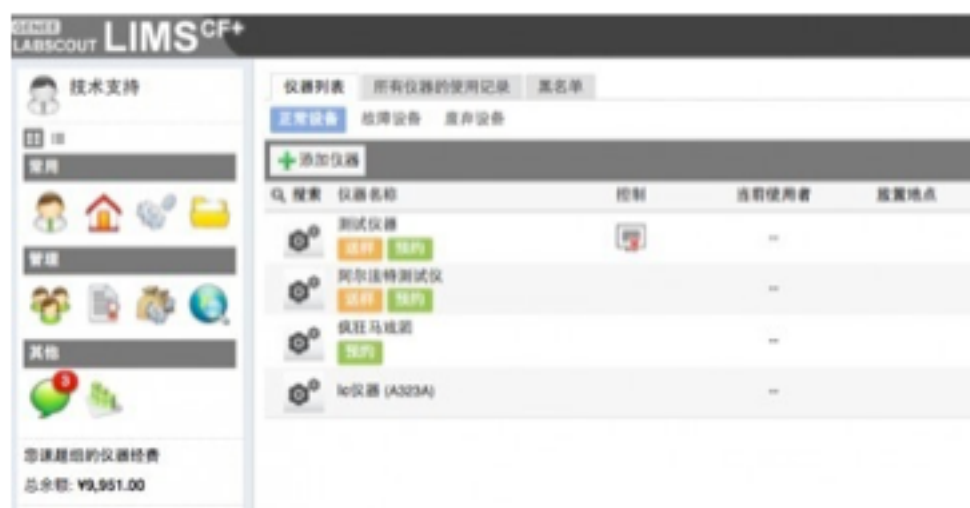 GENEE
LABSCOUT LIMS CF+
技术支持
常用
管理
其他
3
您课题组的仪器经费
总余额: ¥9,951.00
仪器列表 所有仪器的使用记录 黑名单
正常设备 故障设备 废弃设备
添加仪器
搜索 仪器名称 控制 当前使用者 放置地点
测试仪器
送样 预约
--
阿尔法特测试仪
送样 预约
--
疯狂马戏团
预约
--
lc仪器 (A323A)
--